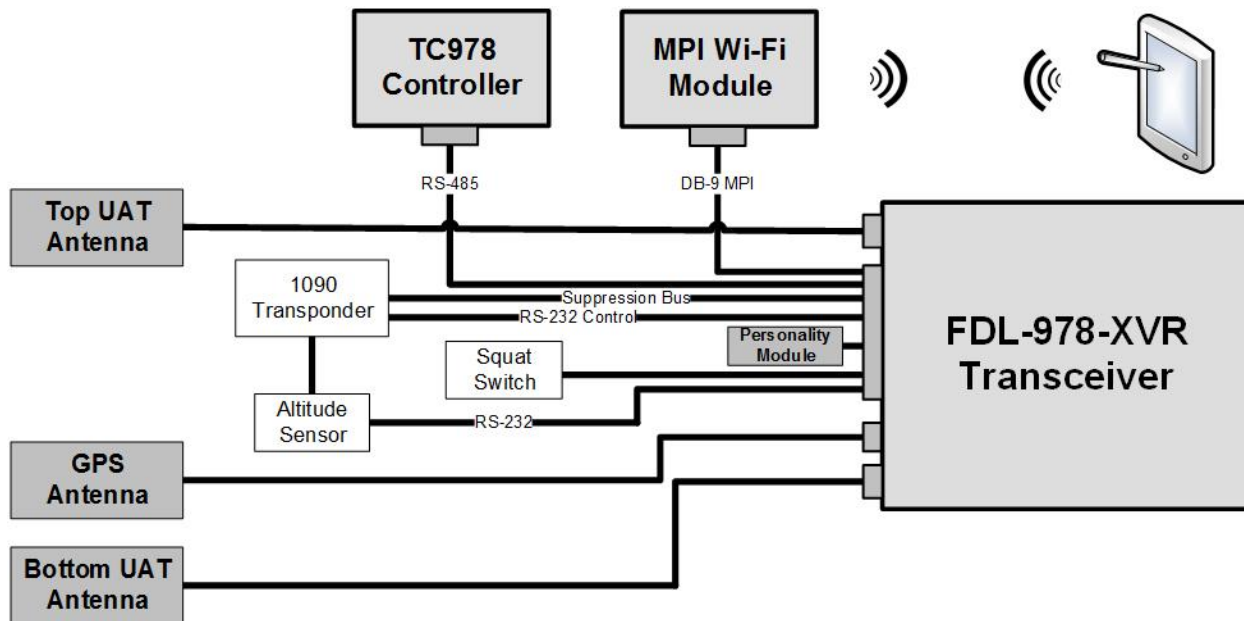 TC978
Controller
MPI Wi-Fi
Module
RS-485
DB-9 MPI
Top UAT
Antenna
1090
Transponder
Suppression Bus
RS-232 Control
Personality
Module
FDL-978-XVR
Transceiver
Squat
Switch
Altitude
Sensor
RS-232
GPS
Antenna
Bottom UAT
Antenna